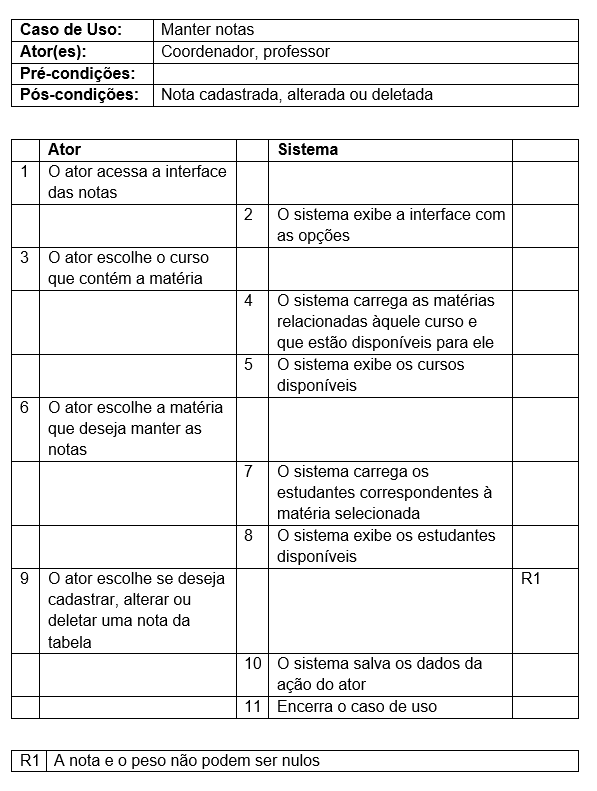 Caso de Uso: Manter notas
Ator(es): Coordenador, professor
Pré-condições:
Pós-condições: Nota cadastrada, alterada ou deletada
Ator Sistema
1 O ator acessa a interface
das notas
2 O sistema exibe a interface com
as opções
3 O ator escolhe o curso
que contém a matéria
4 O sistema carrega as matérias
relacionadas àquele curso e
que estão disponíveis para ele
5 O sistema exibe os cursos
disponíveis
6 O ator escolhe a matéria
que deseja manter as
notas
7 O sistema carrega os
estudantes correspondentes à
matéria selecionada
8 O sistema exibe os estudantes
disponíveis
9 O ator escolhe se deseja R1
cadastrar, alterar ou
deletar uma nota da
tabela
10 O sistema salva os dados da
ação do ator
11 Encerra o caso de uso
R1 A nota e o peso não podem ser nulos